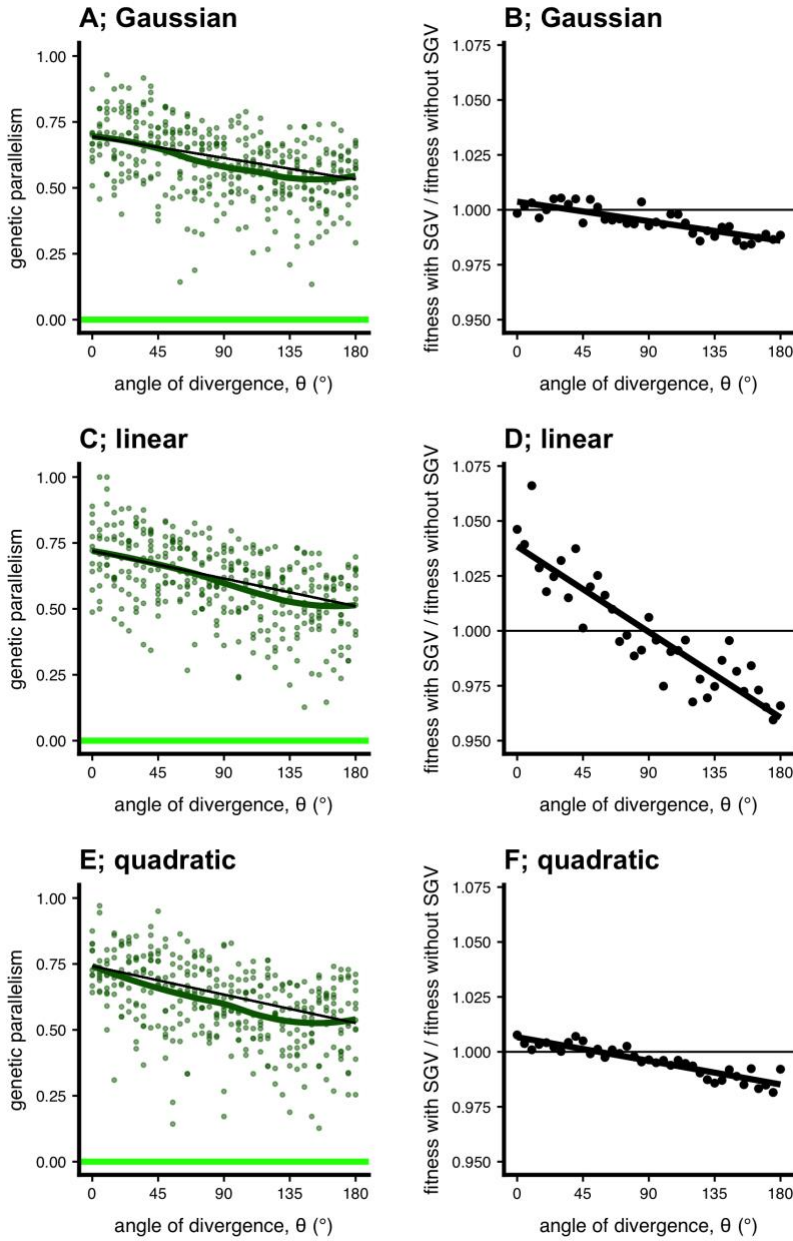 A; Gaussian
genetic parallelism
1.00
0.75
0.50
0.25
0.00
0 45 90 135 180
angle of divergence, θ (°)
B; Gaussian
fitness with SGV / fitness without SGV
1.075
1.050
1.025
1.000
0.975
0.950
0 45 90 135 180
angle of divergence, θ (°)
C; linear
genetic parallelism
1.00
0.75
0.50
0.25
0.00
0 45 90 135 180
angle of divergence, θ (°)
D; linear
fitness with SGV / fitness without SGV
1.075
1.050
1.025
1.000
0.975
0.950
0 45 90 135 180
angle of divergence, θ (°)
E; quadratic
genetic parallelism
1.00
0.75
0.50
0.25
0.00
0 45 90 135 180
angle of divergence, θ (°)
F; quadratic
fitness with SGV / fitness without SGV
1.075
1.050
1.025
1.000
0.975
0.950
0 45 90 135 180
angle of divergence, θ (°)